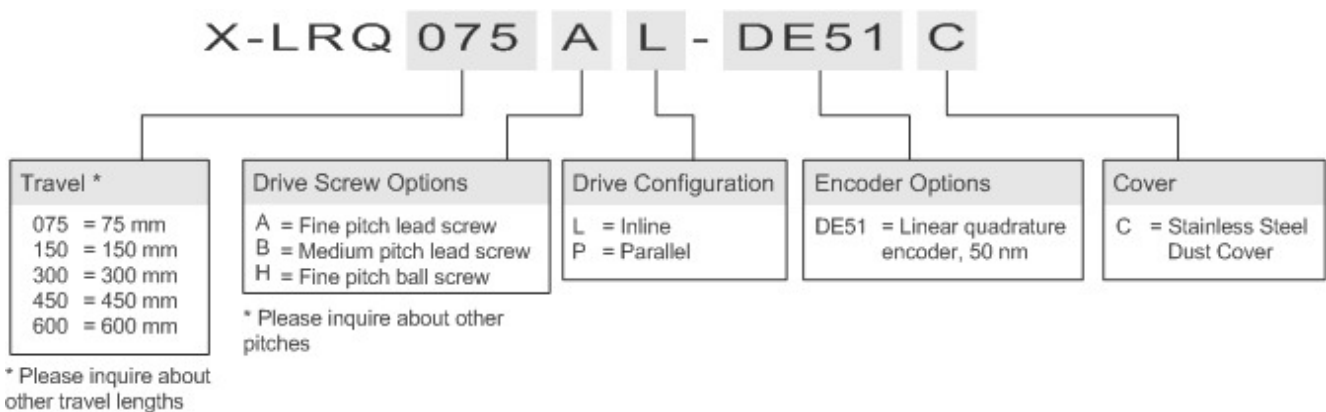 X-LRQ 075 A L - DE51 C
Travel *
075 = 75 mm
150 = 150 mm
300 = 300 mm
450 = 450 mm
600 = 600 mm
* Please inquire about
other travel lengths
Drive Screw Options
A = Fine pitch lead screw
B = Medium pitch lead screw
H = Fine pitch ball screw
* Please inquire about other
pitches
Drive Configuration
L = Inline
P = Parallel
Encoder Options
DE51 = Linear quadrature
encoder, 50 nm
Cover
C = Stainless Steel
Dust Cover